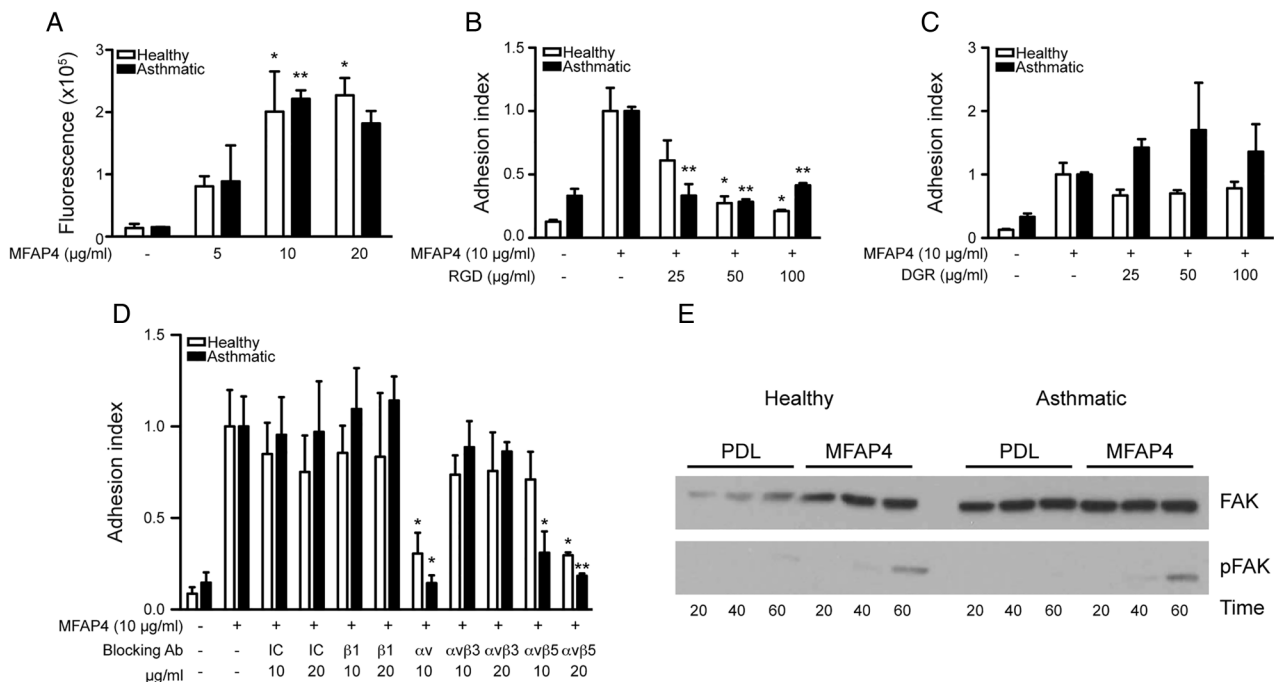 A
Fluorescence (x10⁵)
3
2
1
0
Healthy
Asthmatic
*
**
*
MFAP4 (µg/ml) - 5 10 20
B
Adhesion index
1.5
1.0
0.5
0.0
Healthy
Asthmatic
**
*
**
*
**
MFAP4 (10 µg/ml) - + + + +
RGD (µg/ml) - - 25 50 100
C
Adhesion index
3
2
1
0
Healthy
Asthmatic
MFAP4 (10 µg/ml) - + + + +
DGR (µg/ml) - - 25 50 100
D
Adhesion index
1.5
1.0
0.5
0.0
Healthy
Asthmatic
*
*
*
*
**
MFAP4 (10 µg/ml) - + + + + + + + + + +
Blocking Ab - - IC IC β1 β1 αv αvβ3 αvβ3 αvβ5 αvβ5
µg/ml - - 10 20 10 20 10 10 20 10 20
E
Healthy Asthmatic
PDL MFAP4 PDL MFAP4
FAK
pFAK
20 40 60 20 40 60 20 40 60 20 40 60 Time